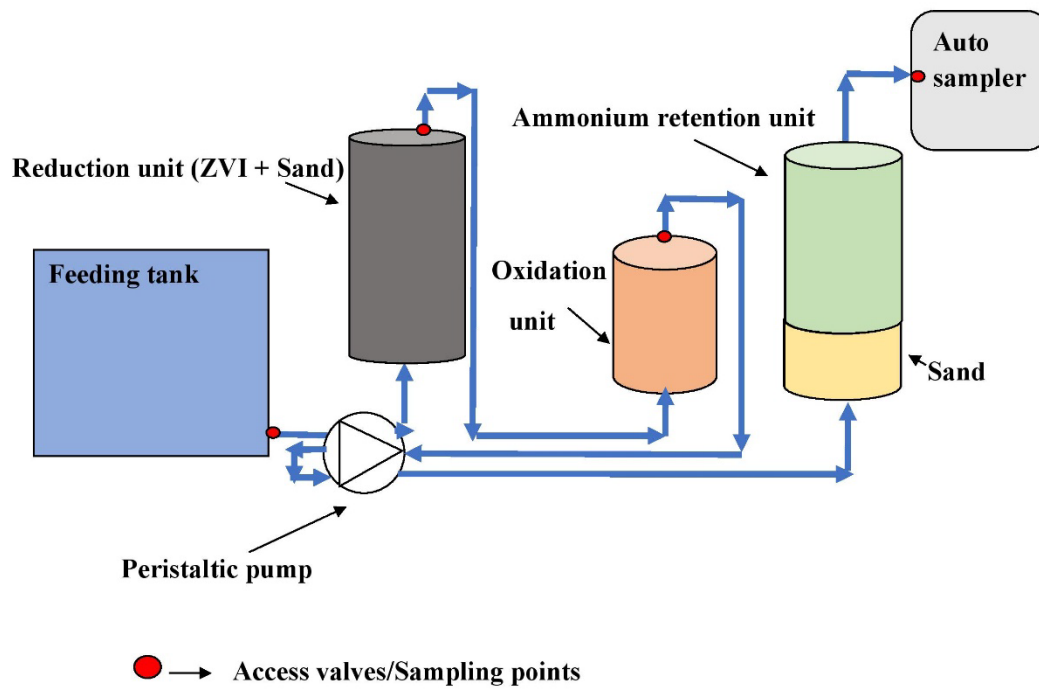 Auto
sampler
Ammonium retention unit
Reduction unit (ZVI + Sand)
Feeding tank
Oxidation
unit
Sand
Peristaltic pump
Access valves/Sampling points